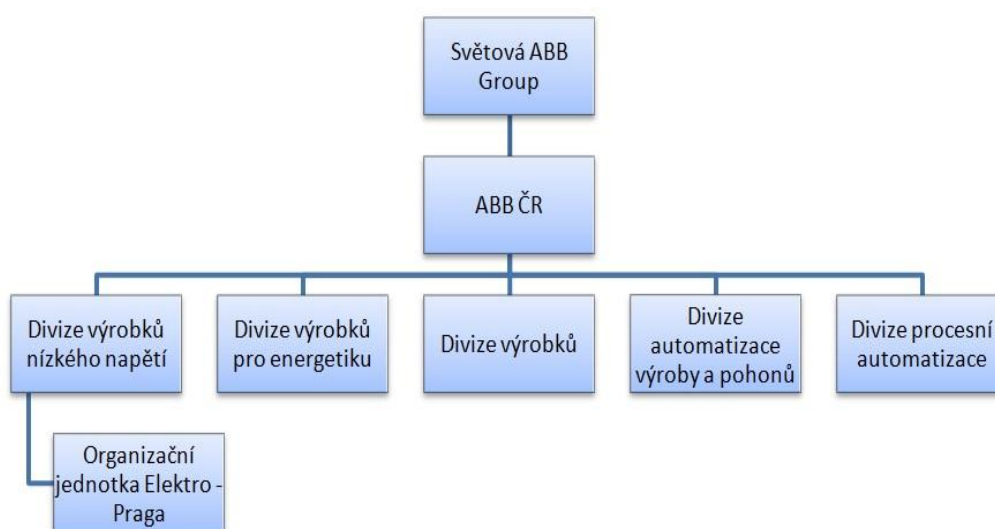 Světová ABB
Group
ABB ČR
Divize výrobků
nízkého napětí
Divize výrobků
pro energetiku
Divize výrobků
Divize
automatizace
výroby a pohonů
Divize procesní
automatizace
Organizační
jednotka Elektro -
Praga